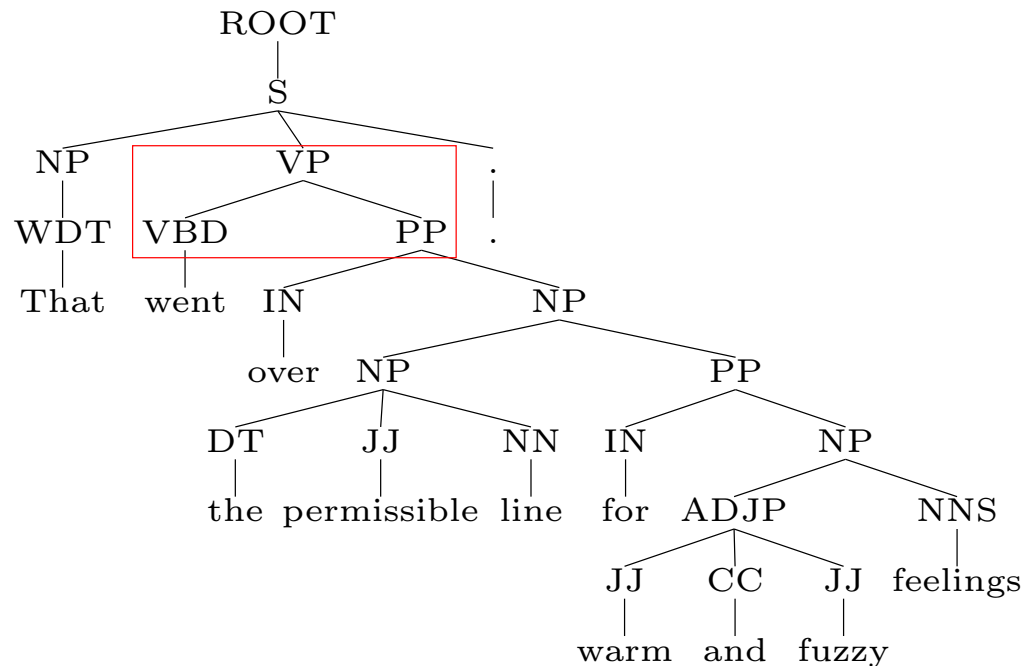 ROOT
S
NP VP .
WDT VBD PP .
That went IN NP
over NP PP
DT JJ NN IN NP
the permissible line for ADJP NNS
JJ CC JJ feelings
warm and fuzzy